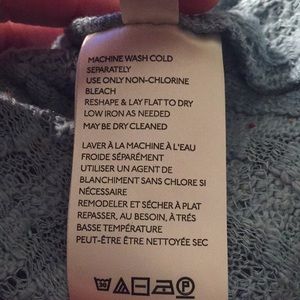 MACHINE WASH COLD
SEPARATELY
USE ONLY NON-CHLORINE
BLEACH
RESHAPE & LAY FLAT TO DRY
LOW IRON AS NEEDED
MAY BE DRY CLEANED
LAVER À LA MACHINE À L'EAU
FROIDE SÉPARÉMENT
UTILISER UN AGENT DE
BLANCHIMENT SANS CHLORE SI
NÉCESSAIRE
REMODELER ET SÉCHER À PLAT
REPASSER, AU BESOIN, À TRÉS
BASSE TEMPÉRATURE
PEUT-ÊTRE ÊTRE NETTOYÉE SEC
30
P